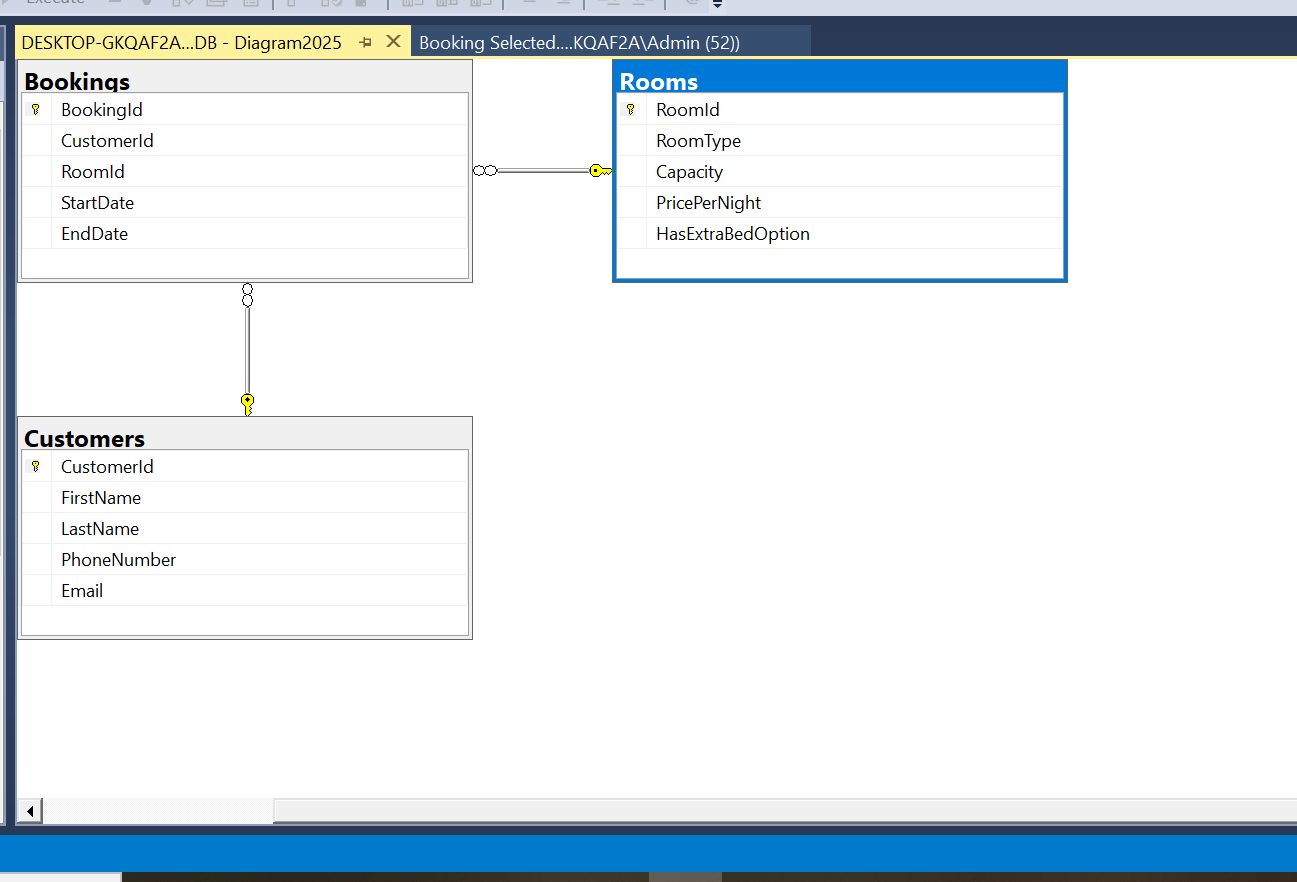 Execute
DESKTOP-GKQAF2A...DB - Diagram2025
Booking Selected....KQAF2A\Admin (52))
Bookings
BookingId
CustomerId
RoomId
StartDate
EndDate
Rooms
RoomId
RoomType
Capacity
PricePerNight
HasExtraBedOption
Customers
CustomerId
FirstName
LastName
PhoneNumber
Email